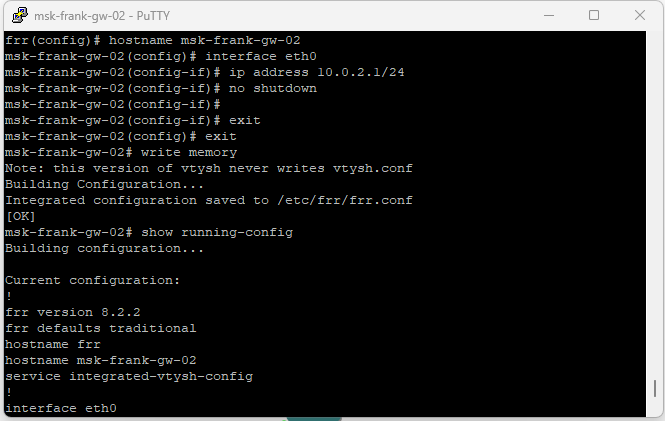 msk-frank-gw-02 - PuTTY
frr(config)# hostname msk-frank-gw-02
msk-frank-gw-02(config)# interface eth0
msk-frank-gw-02(config-if)# ip address 10.0.2.1/24
msk-frank-gw-02(config-if)# no shutdown
msk-frank-gw-02(config-if)#
msk-frank-gw-02(config-if)# exit
msk-frank-gw-02(config)# exit
msk-frank-gw-02# write memory
Note: this version of vtysh never writes vtysh.conf
Building Configuration...
Integrated configuration saved to /etc/frr/frr.conf
[OK]
msk-frank-gw-02# show running-config
Building configuration...

Current configuration:
!
frr version 8.2.2
frr defaults traditional
hostname frr
hostname msk-frank-gw-02
service integrated-vtysh-config
!
interface eth0